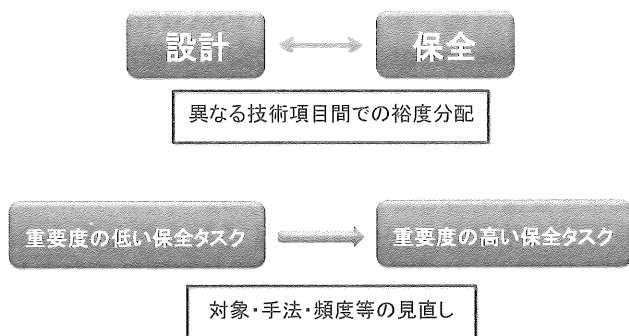 設計
保全
異なる技術項目間での裕度分配
重要度の低い保全タスク
重要度の高い保全タスク
対象・手法・頻度等の見直し